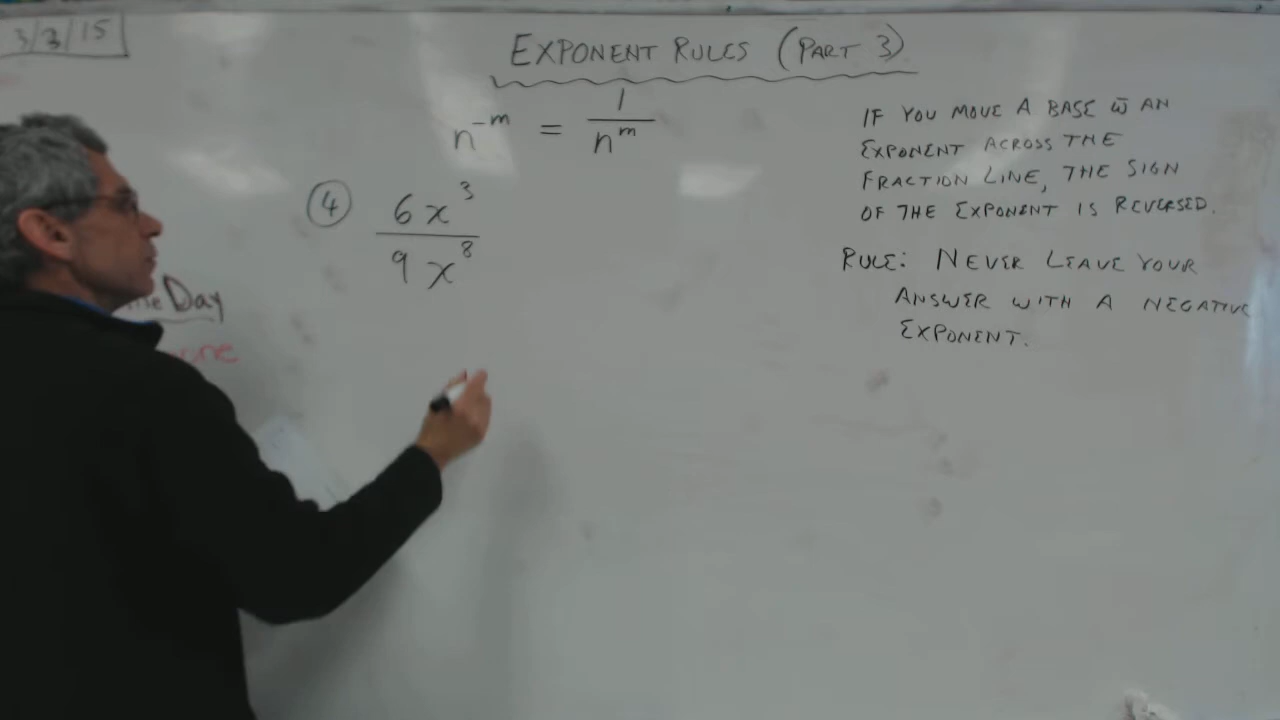 3/3/15
EXPONENT RULES (PART 3)
n^{-m} = \frac{1}{n^m}
④ \frac{6x^3}{9x^8}
IF YOU MOVE A BASE w̄ AN
EXPONENT ACROSS THE
FRACTION LINE, THE SIGN
OF THE EXPONENT IS REVERSED.
RULE: NEVER LEAVE YOUR
ANSWER WITH A NEGATIVE
EXPONENT.
Day